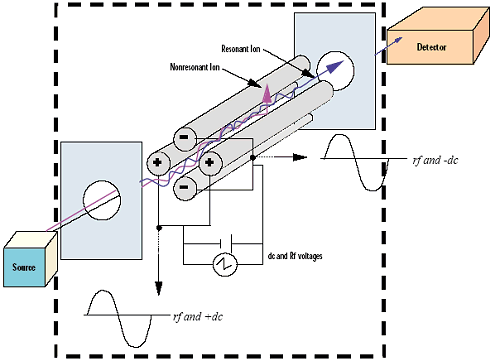 Resonant Ion
Nonresonant Ion
Detector
−
+
+
−
rf and -dc
dc and Rf voltages
Source
rf and +dc